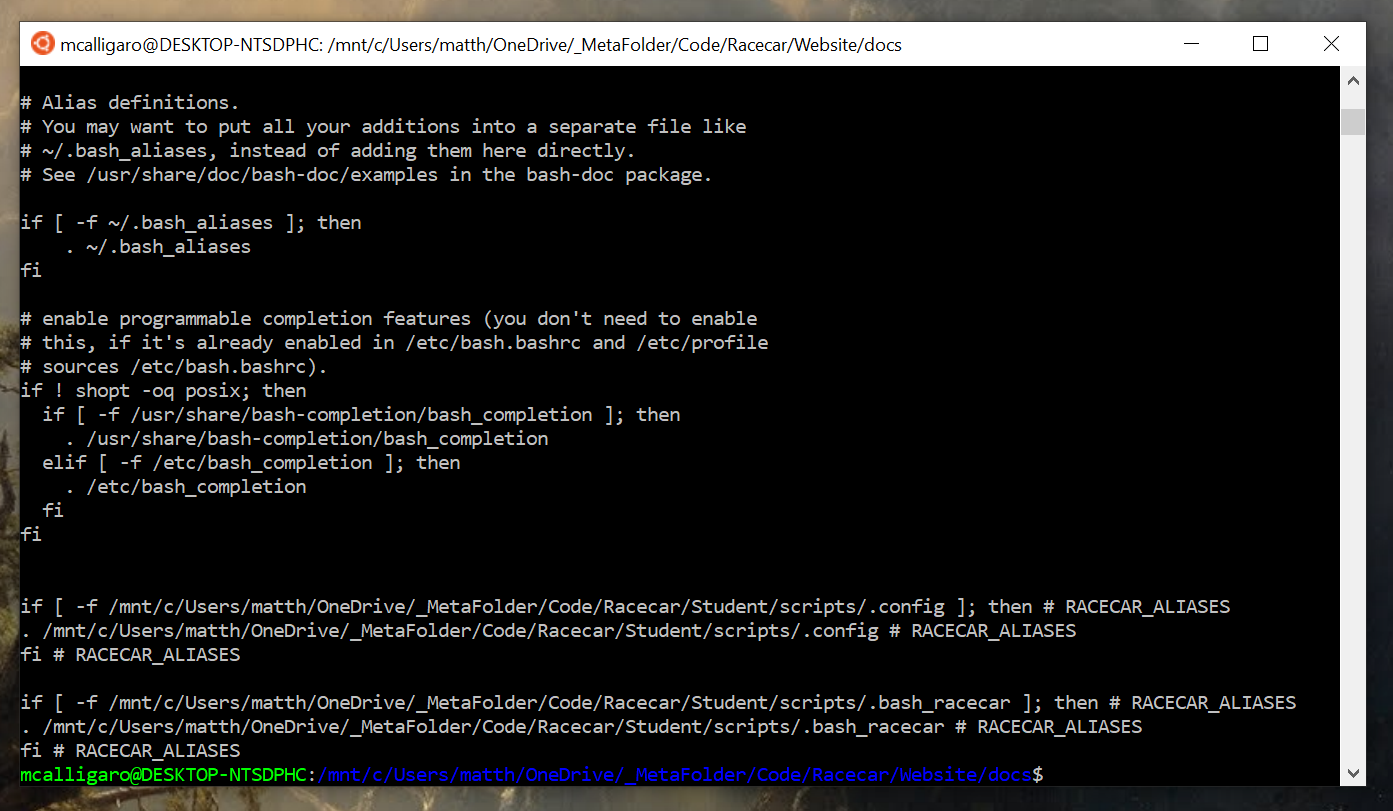 mcalligaro@DESKTOP-NTSDPHC: /mnt/c/Users/matth/OneDrive/_MetaFolder/Code/Racecar/Website/docs
# Alias definitions.
# You may want to put all your additions into a separate file like
# ~/.bash_aliases, instead of adding them here directly.
# See /usr/share/doc/bash-doc/examples in the bash-doc package.

if [ -f ~/.bash_aliases ]; then
    . ~/.bash_aliases
fi

# enable programmable completion features (you don't need to enable
# this, if it's already enabled in /etc/bash.bashrc and /etc/profile
# sources /etc/bash.bashrc).
if ! shopt -oq posix; then
  if [ -f /usr/share/bash-completion/bash_completion ]; then
    . /usr/share/bash-completion/bash_completion
  elif [ -f /etc/bash_completion ]; then
    . /etc/bash_completion
  fi
fi

if [ -f /mnt/c/Users/matth/OneDrive/_MetaFolder/Code/Racecar/Student/scripts/.config ]; then # RACECAR_ALIASES
. /mnt/c/Users/matth/OneDrive/_MetaFolder/Code/Racecar/Student/scripts/.config # RACECAR_ALIASES
fi # RACECAR_ALIASES

if [ -f /mnt/c/Users/matth/OneDrive/_MetaFolder/Code/Racecar/Student/scripts/.bash_racecar ]; then # RACECAR_ALIASES
. /mnt/c/Users/matth/OneDrive/_MetaFolder/Code/Racecar/Student/scripts/.bash_racecar # RACECAR_ALIASES
fi # RACECAR_ALIASES
mcalligaro@DESKTOP-NTSDPHC:/mnt/c/Users/matth/OneDrive/_MetaFolder/Code/Racecar/Website/docs$